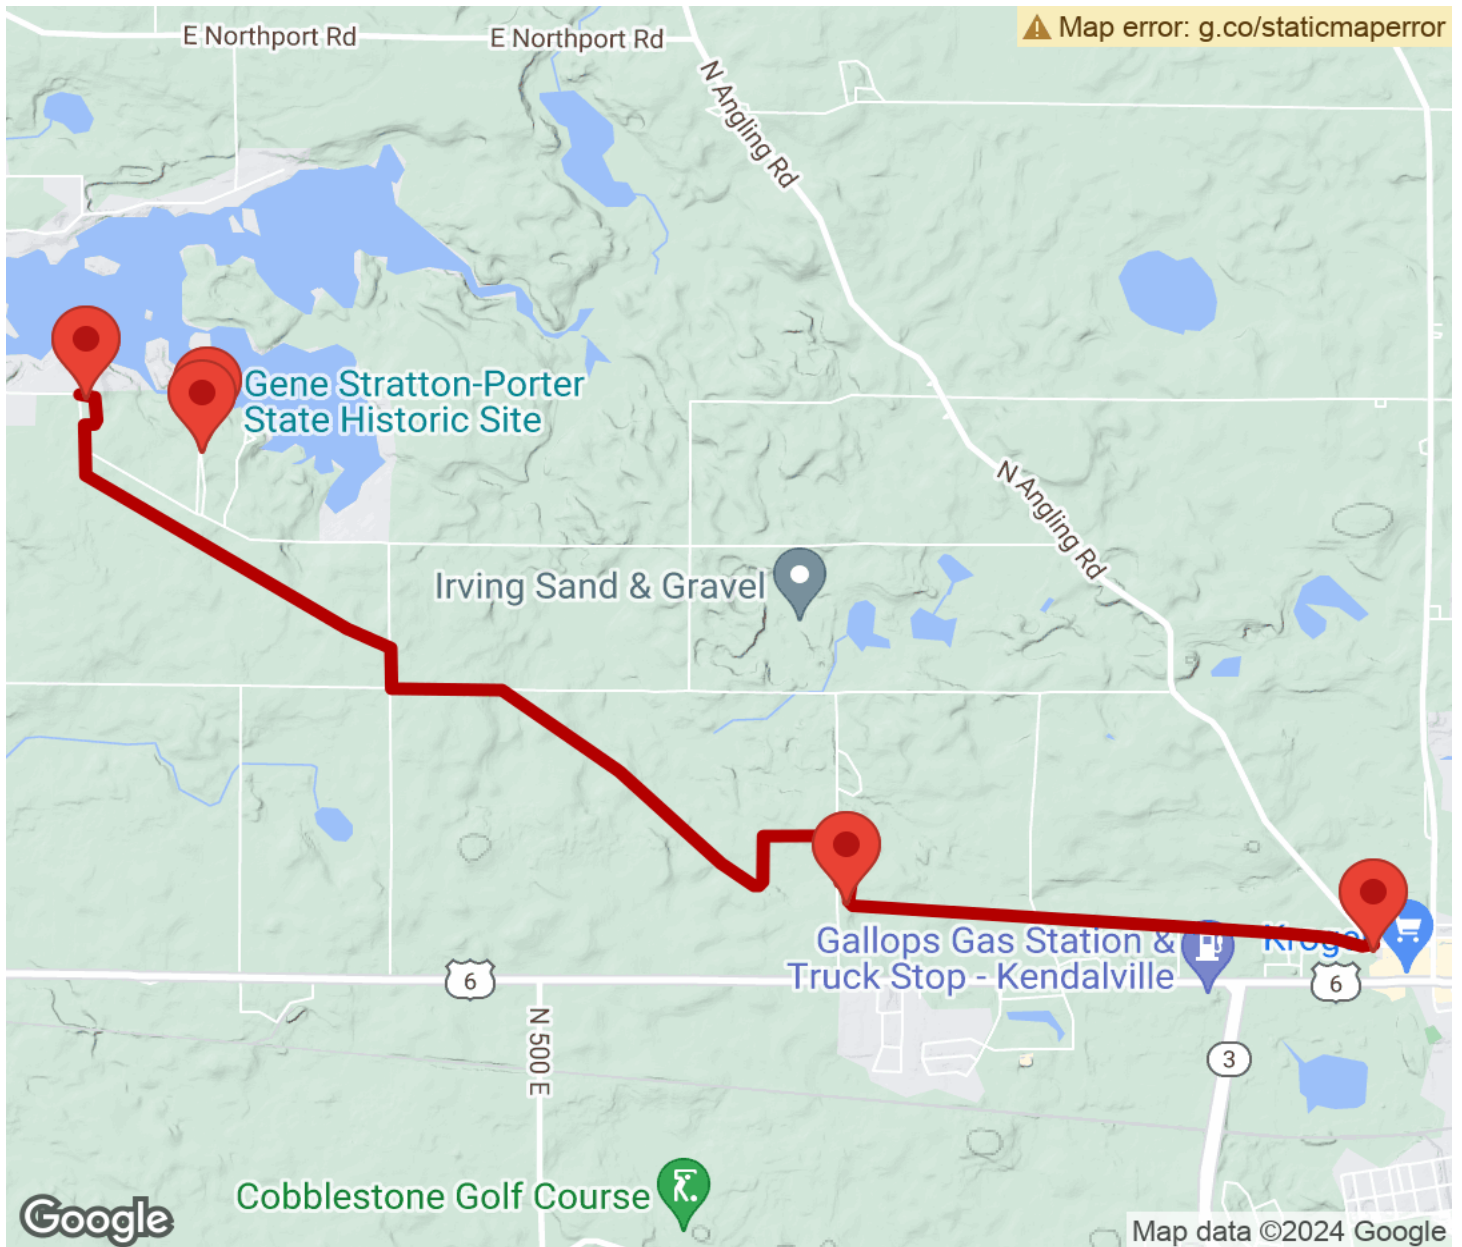 E Northport Rd
E Northport Rd
Map error: g.co/staticmaperror
N Angling Rd
Gene Stratton-Porter
State Historic Site
N Angling Rd
Irving Sand & Gravel
Gallops Gas Station &
Truck Stop - Kendalville
Kroge
6
6
N 500 E
3
Cobblestone Golf Course
Google
Map data ©2024 Google